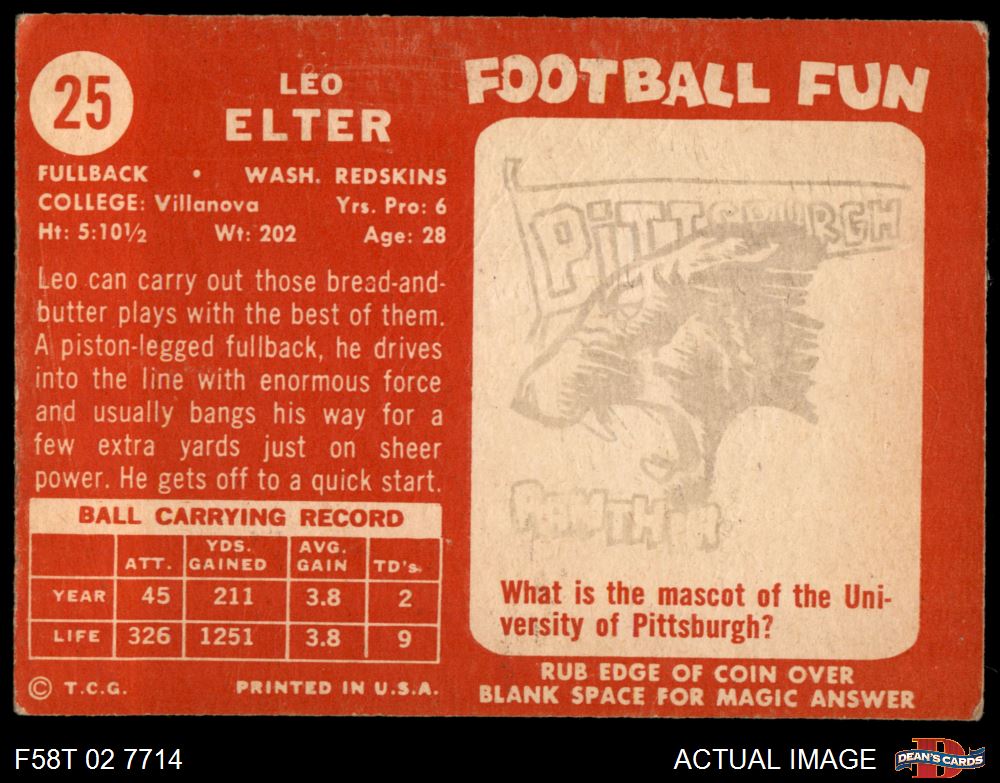 25
LEO
ELTER
FULLBACK • WASH. REDSKINS
COLLEGE: Villanova Yrs. Pro: 6
Ht: 5:10½ Wt: 202 Age: 28
Leo can carry out those bread-and-
butter plays with the best of them.
A piston-legged fullback, he drives
into the line with enormous force
and usually bangs his way for a
few extra yards just on sheer
power. He gets off to a quick start.
BALL CARRYING RECORD
ATT. YDS. GAINED AVG. GAIN TD's
YEAR 45 211 3.8 2
LIFE 326 1251 3.8 9
© T.C.G. PRINTED IN U.S.A.
FOOTBALL FUN
PITTSBURGH
PANTHER
What is the mascot of the Uni-
versity of Pittsburgh?
RUB EDGE OF COIN OVER
BLANK SPACE FOR MAGIC ANSWER
F58T 02 7714
ACTUAL IMAGE
DEAN'S CARDS